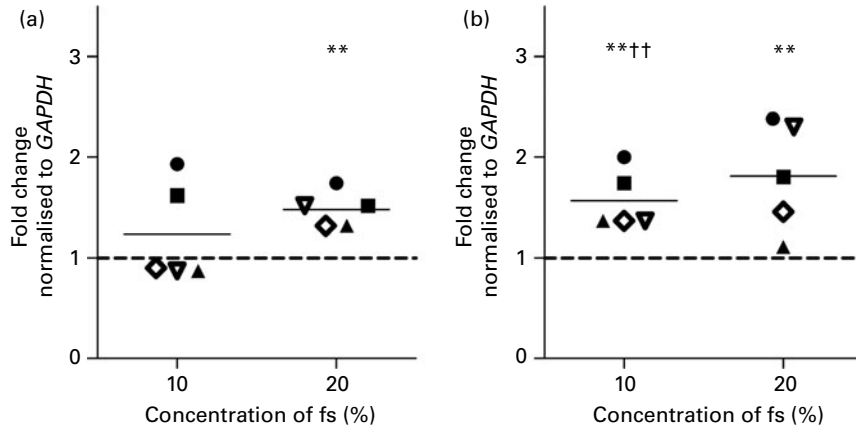 (a)
3
2
1
0
Fold change
normalised to GAPDH
**
10
20
Concentration of fs (%)
(b)
3
2
1
0
Fold change
normalised to GAPDH
**††
**
10
20
Concentration of fs (%)